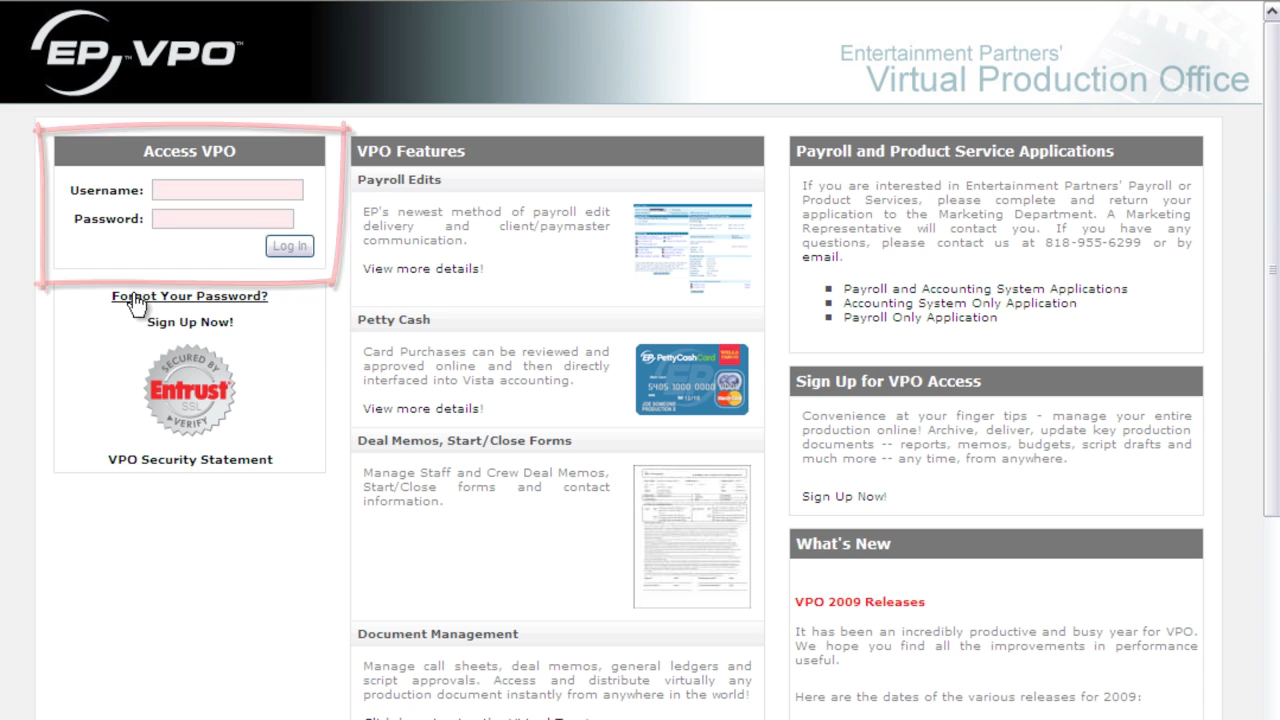 EP VPO™
Entertainment Partners'
Virtual Production Office
Access VPO
Username:
Password:
Log In
Forgot Your Password?
Sign Up Now!
SECURED BY
Entrust
SSL
VERIFY
VPO Security Statement
VPO Features
Payroll Edits
EP's newest method of payroll edit
delivery and client/paymaster
communication.
View more details!
Petty Cash
Card Purchases can be reviewed and
approved online and then directly
interfaced into Vista accounting.
View more details!
EP PettyCashCard
WELLS
FARGO
5405 1000 0000
JOE SOMEONE
PRODUCTION X
MasterCard
Deal Memos, Start/Close Forms
Manage Staff and Crew Deal Memos,
Start/Close forms and contact
information.
Document Management
Manage call sheets, deal memos, general ledgers and
script approvals. Access and distribute virtually any
production document instantly from anywhere in the world!
Payroll and Product Service Applications
If you are interested in Entertainment Partners' Payroll or
Product Services, please complete and return your
application to the Marketing Department. A Marketing
Representative will contact you. If you have any
questions, please contact us at 818-955-6299 or by
email.
Payroll and Accounting System Applications
Accounting System Only Application
Payroll Only Application
Sign Up for VPO Access
Convenience at your finger tips - manage your entire
production online! Archive, deliver, update key production
documents -- reports, memos, budgets, script drafts and
much more -- any time, from anywhere.
Sign Up Now!
What's New
VPO 2009 Releases
It has been an incredibly productive and busy year for VPO.
We hope you find all the improvements in performance
useful.
Here are the dates of the various releases for 2009: